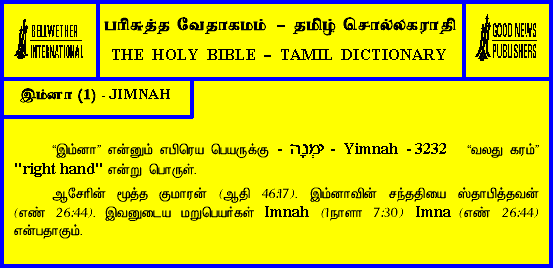 BELLWETHER
INTERNATIONAL
பரிசுத்த வேதாகமம் – தமிழ் சொல்லகராதி
THE HOLY BIBLE – TAMIL DICTIONARY
GOOD NEWS
PUBLISHERS
இம்னா (1) - JIMNAH
“இம்னா” என்னும் எபிரெய பெயருக்கு - יִמְנָה - Yimnah - 3232 “வலது கரம்”
"right hand" என்று பொருள்.
ஆசேரின் மூத்த குமாரன் (ஆதி 46:17). இம்னாவின் சந்ததியை ஸ்தாபித்தவன்
(எண் 26:44). இவனுடைய மறுபெயர்கள் Imnah (1நாளா 7:30) Imna (எண் 26:44)
என்பதாகும்.